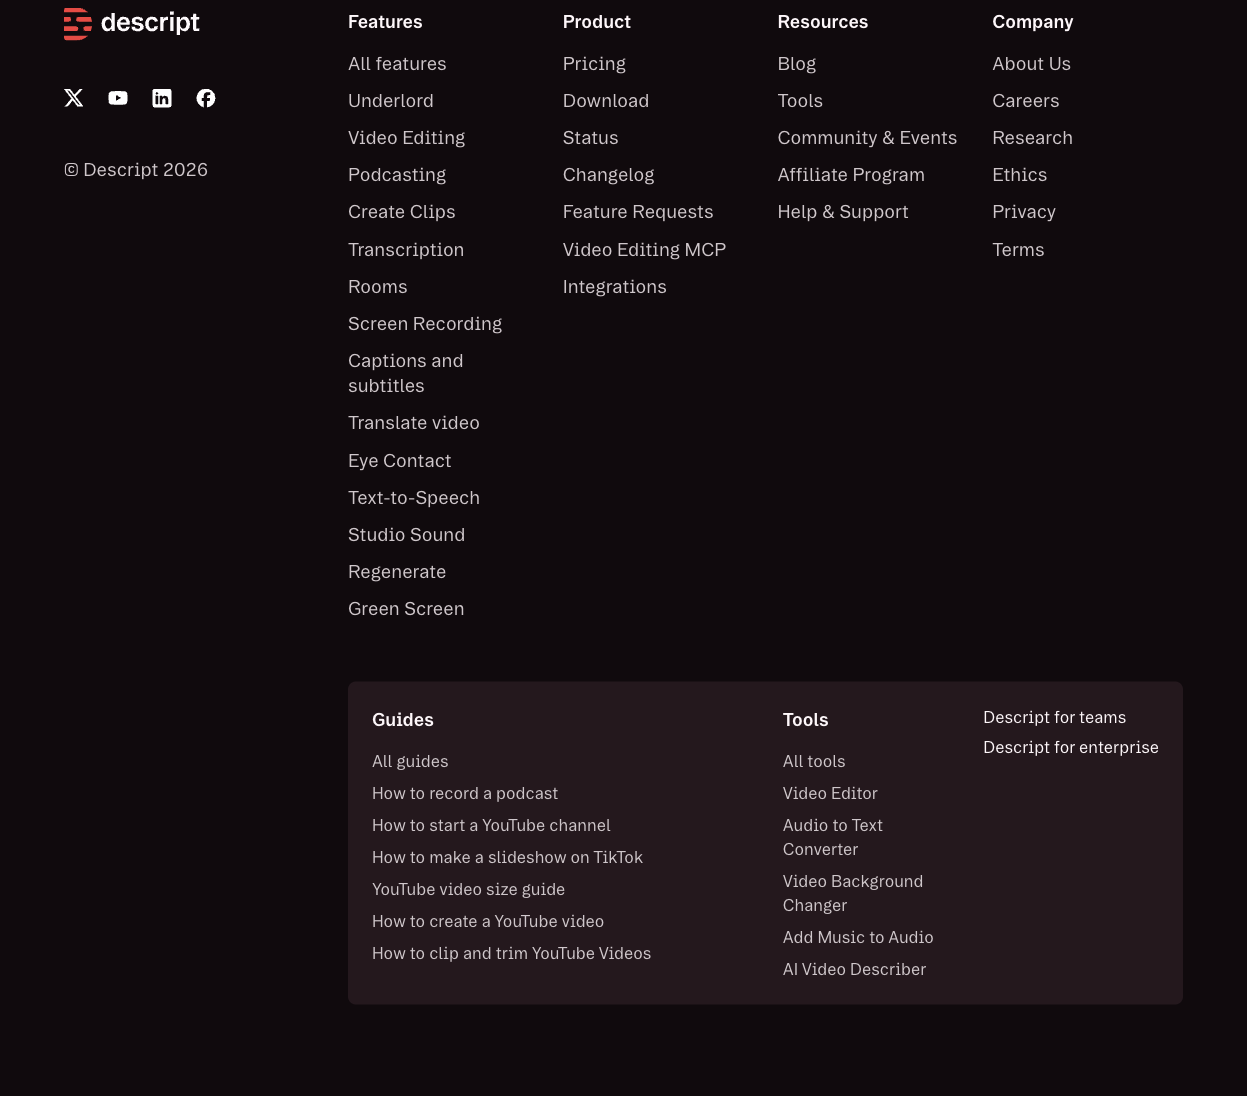 descript
© Descript 2026
Features
All features
Underlord
Video Editing
Podcasting
Create Clips
Transcription
Rooms
Screen Recording
Captions and
subtitles
Translate video
Eye Contact
Text-to-Speech
Studio Sound
Regenerate
Green Screen
Product
Pricing
Download
Status
Changelog
Feature Requests
Video Editing MCP
Integrations
Resources
Blog
Tools
Community & Events
Affiliate Program
Help & Support
Company
About Us
Careers
Research
Ethics
Privacy
Terms
Guides
All guides
How to record a podcast
How to start a YouTube channel
How to make a slideshow on TikTok
YouTube video size guide
How to create a YouTube video
How to clip and trim YouTube Videos
Tools
All tools
Video Editor
Audio to Text
Converter
Video Background
Changer
Add Music to Audio
AI Video Describer
Descript for teams
Descript for enterprise